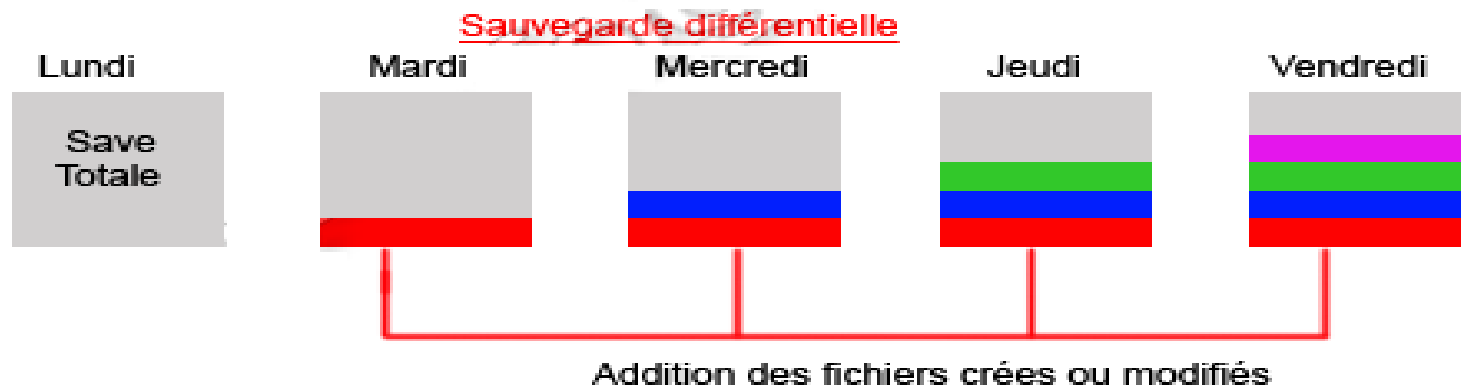 Sauvegarde différentielle
Lundi Mardi Mercredi Jeudi Vendredi
Save
Totale
Addition des fichiers crées ou modifiés